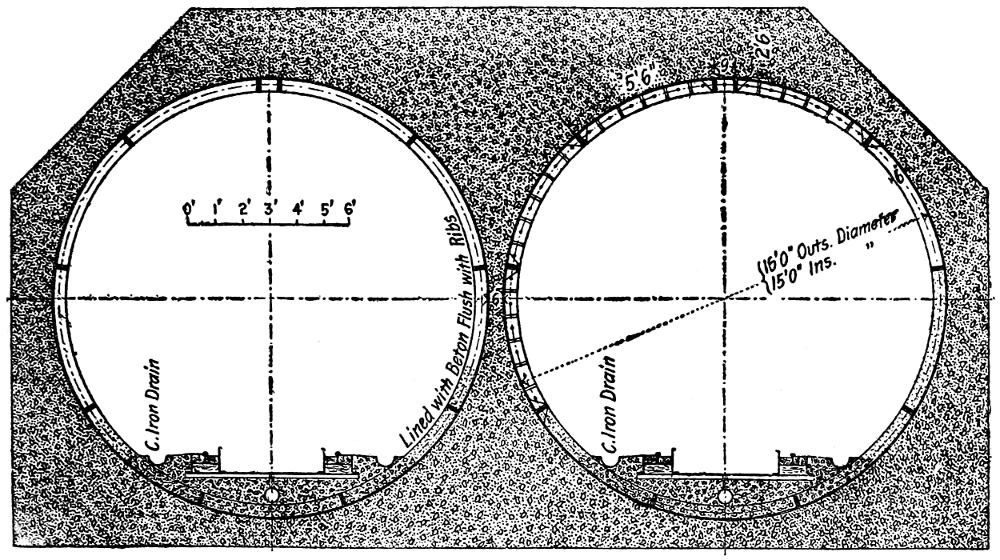 5'6"
9"
26"
0' 1' 2' 3' 4' 5' 6'
6"
16'0" Outs. Diameter
15'0" Ins. "
6"
Lined with Beton Flush with Ribs
C. Iron Drain
C. Iron Drain